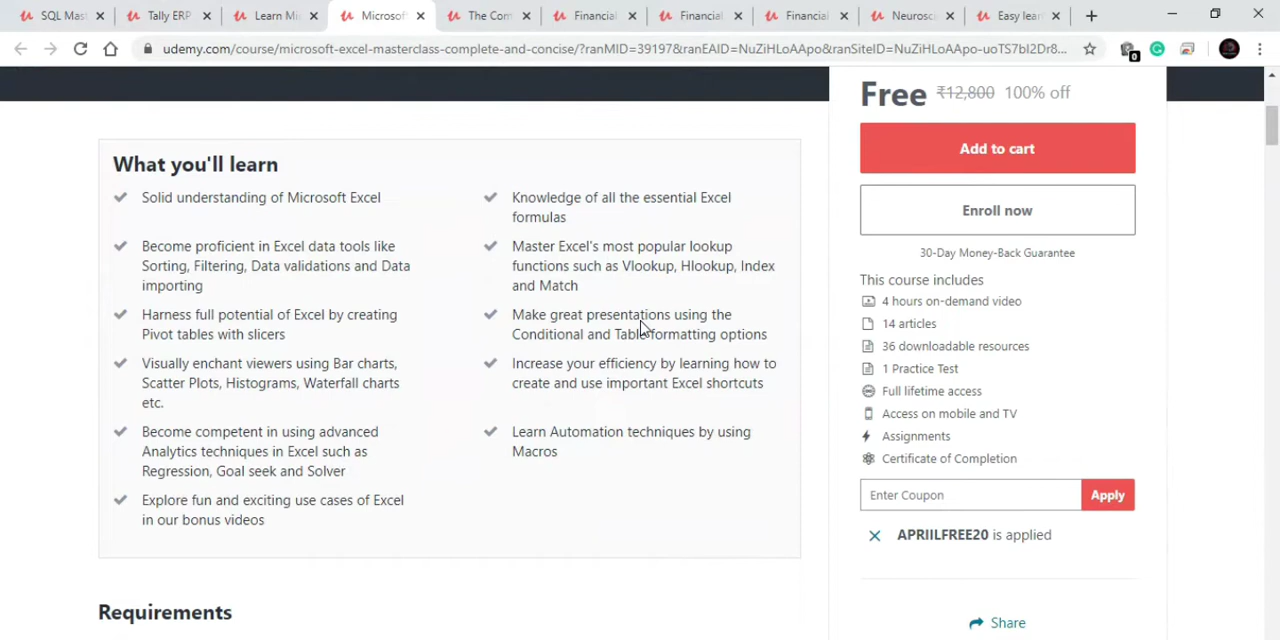 SQL Mas
Tally ERP
Learn Mi
Microsof
The Com
Financial
Financial
Financial
Neurosc
Easy lear
udemy.com/course/microsoft-excel-masterclass-complete-and-concise/?ranMID=39197&ranEAID=NuZiHLoAApo&ranSiteID=NuZiHLoAApo-uoTS7bI2Dr8...
0
Free ₹12,800 100% off
Add to cart
Enroll now
30-Day Money-Back Guarantee
This course includes
4 hours on-demand video
14 articles
36 downloadable resources
1 Practice Test
Full lifetime access
Access on mobile and TV
Assignments
Certificate of Completion
Enter Coupon Apply
APRIILFREE20 is applied
Share
What you'll learn
Solid understanding of Microsoft Excel
Become proficient in Excel data tools like
Sorting, Filtering, Data validations and Data
importing
Harness full potential of Excel by creating
Pivot tables with slicers
Visually enchant viewers using Bar charts,
Scatter Plots, Histograms, Waterfall charts
etc.
Become competent in using advanced
Analytics techniques in Excel such as
Regression, Goal seek and Solver
Explore fun and exciting use cases of Excel
in our bonus videos
Knowledge of all the essential Excel
formulas
Master Excel's most popular lookup
functions such as Vlookup, Hlookup, Index
and Match
Make great presentations using the
Conditional and Table formatting options
Increase your efficiency by learning how to
create and use important Excel shortcuts
Learn Automation techniques by using
Macros
Requirements